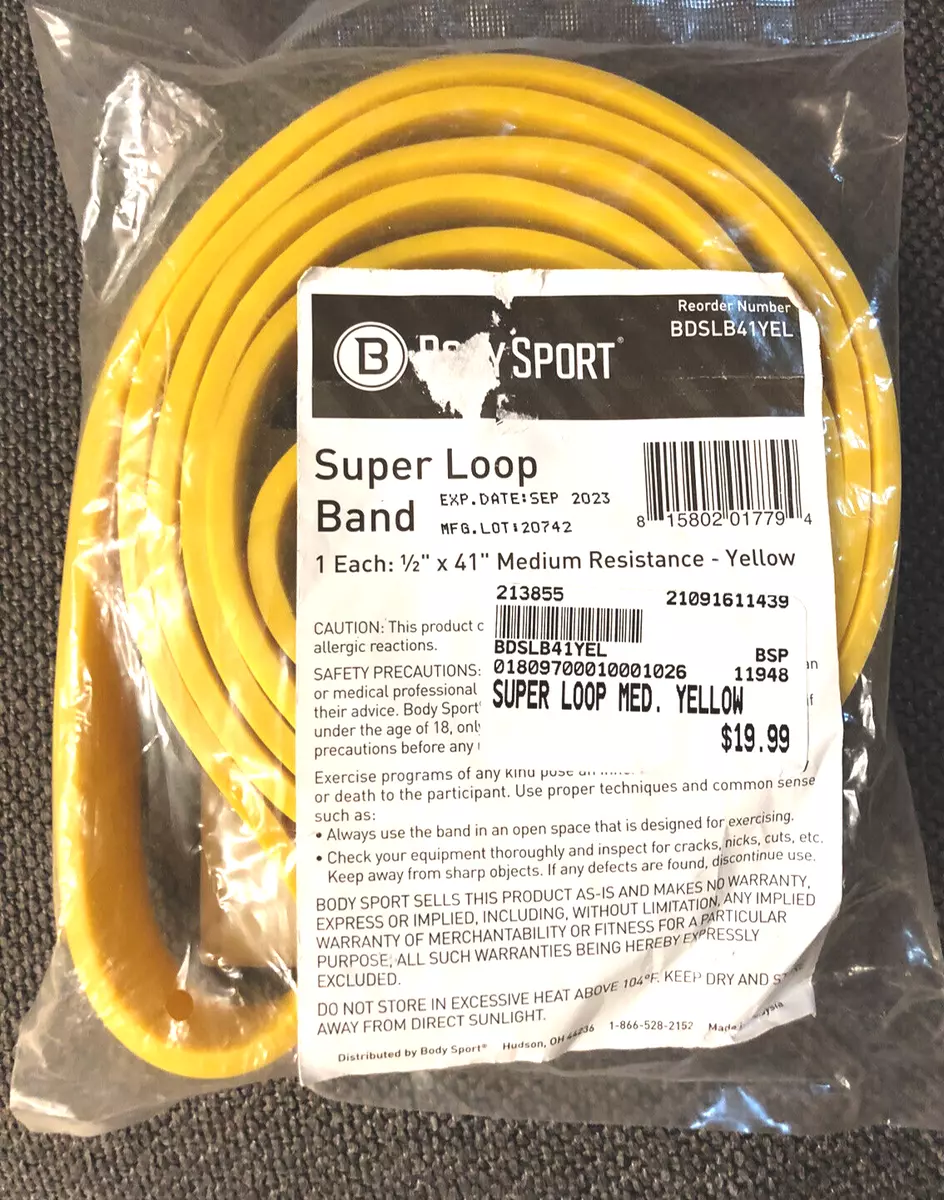 Reorder Number
BDSLB41YEL
B
BODY SPORT®
Super Loop
Band
EXP.DATE:SEP 2023
MFG.LOT:20742
8 15802 01779 4
1 Each: ½" x 41" Medium Resistance - Yellow
213855
21091611439
BDSLB41YEL
BSP
01809700010001026
11948
SUPER LOOP MED. YELLOW
$19.99
CAUTION: This product
allergic reactions.
SAFETY PRECAUTIONS:
or medical professional
their advice. Body Sport
under the age of 18,
precautions before any
Exercise programs of any kind
or death to the participant. Use proper techniques and common sense
such as:
• Always use the band in an open space that is designed for exercising.
• Check your equipment thoroughly and inspect for cracks, nicks, cuts, etc.
Keep away from sharp objects. If any defects are found, discontinue use.
BODY SPORT SELLS THIS PRODUCT AS-IS AND MAKES NO WARRANTY,
EXPRESS OR IMPLIED, INCLUDING, WITHOUT LIMITATION, ANY IMPLIED
WARRANTY OF MERCHANTABILITY OR FITNESS FOR A PARTICULAR
PURPOSE, ALL SUCH WARRANTIES BEING HEREBY EXPRESSLY
EXCLUDED.
DO NOT STORE IN EXCESSIVE HEAT ABOVE 104°F. KEEP DRY AND
AWAY FROM DIRECT SUNLIGHT.
Distributed by Body Sport® Hudson, OH 44236 1-866-528-2152 Made